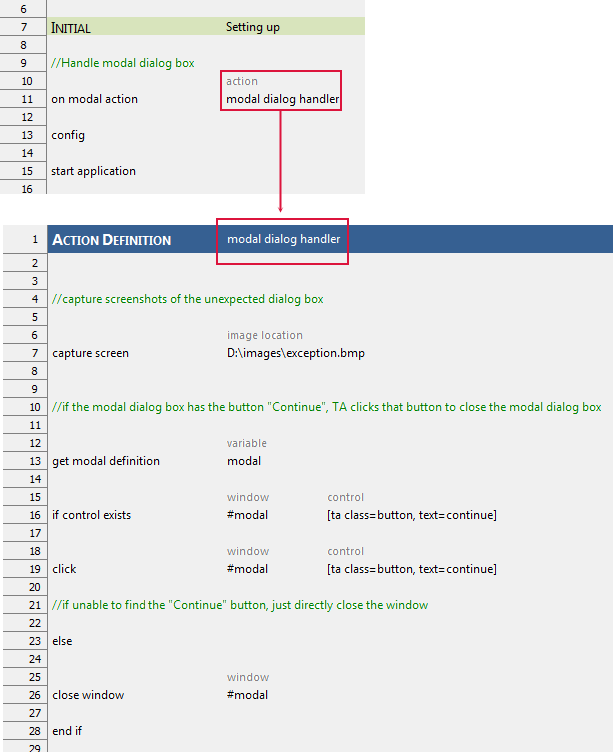 6
7 INITIAL Setting up
8
9 //Handle modal dialog box
10 action
11 on modal action modal dialog handler
12
13 config
14
15 start application
16
1 ACTION DEFINITION modal dialog handler
2
3
4 //capture screenshots of the unexpected dialog box
5
6 image location
7 capture screen D:\images\exception.bmp
8
9
10 //if the modal dialog box has the button "Continue", TA clicks that button to close the modal dialog box
11
12 variable
13 get modal definition modal
14
15 window control
16 if control exists #modal [ta class=button, text=continue]
17
18 window control
19 click #modal [ta class=button, text=continue]
20
21 //if unable to find the "Continue" button, just directly close the window
22
23 else
24
25 window
26 close window #modal
27
28 end if
29